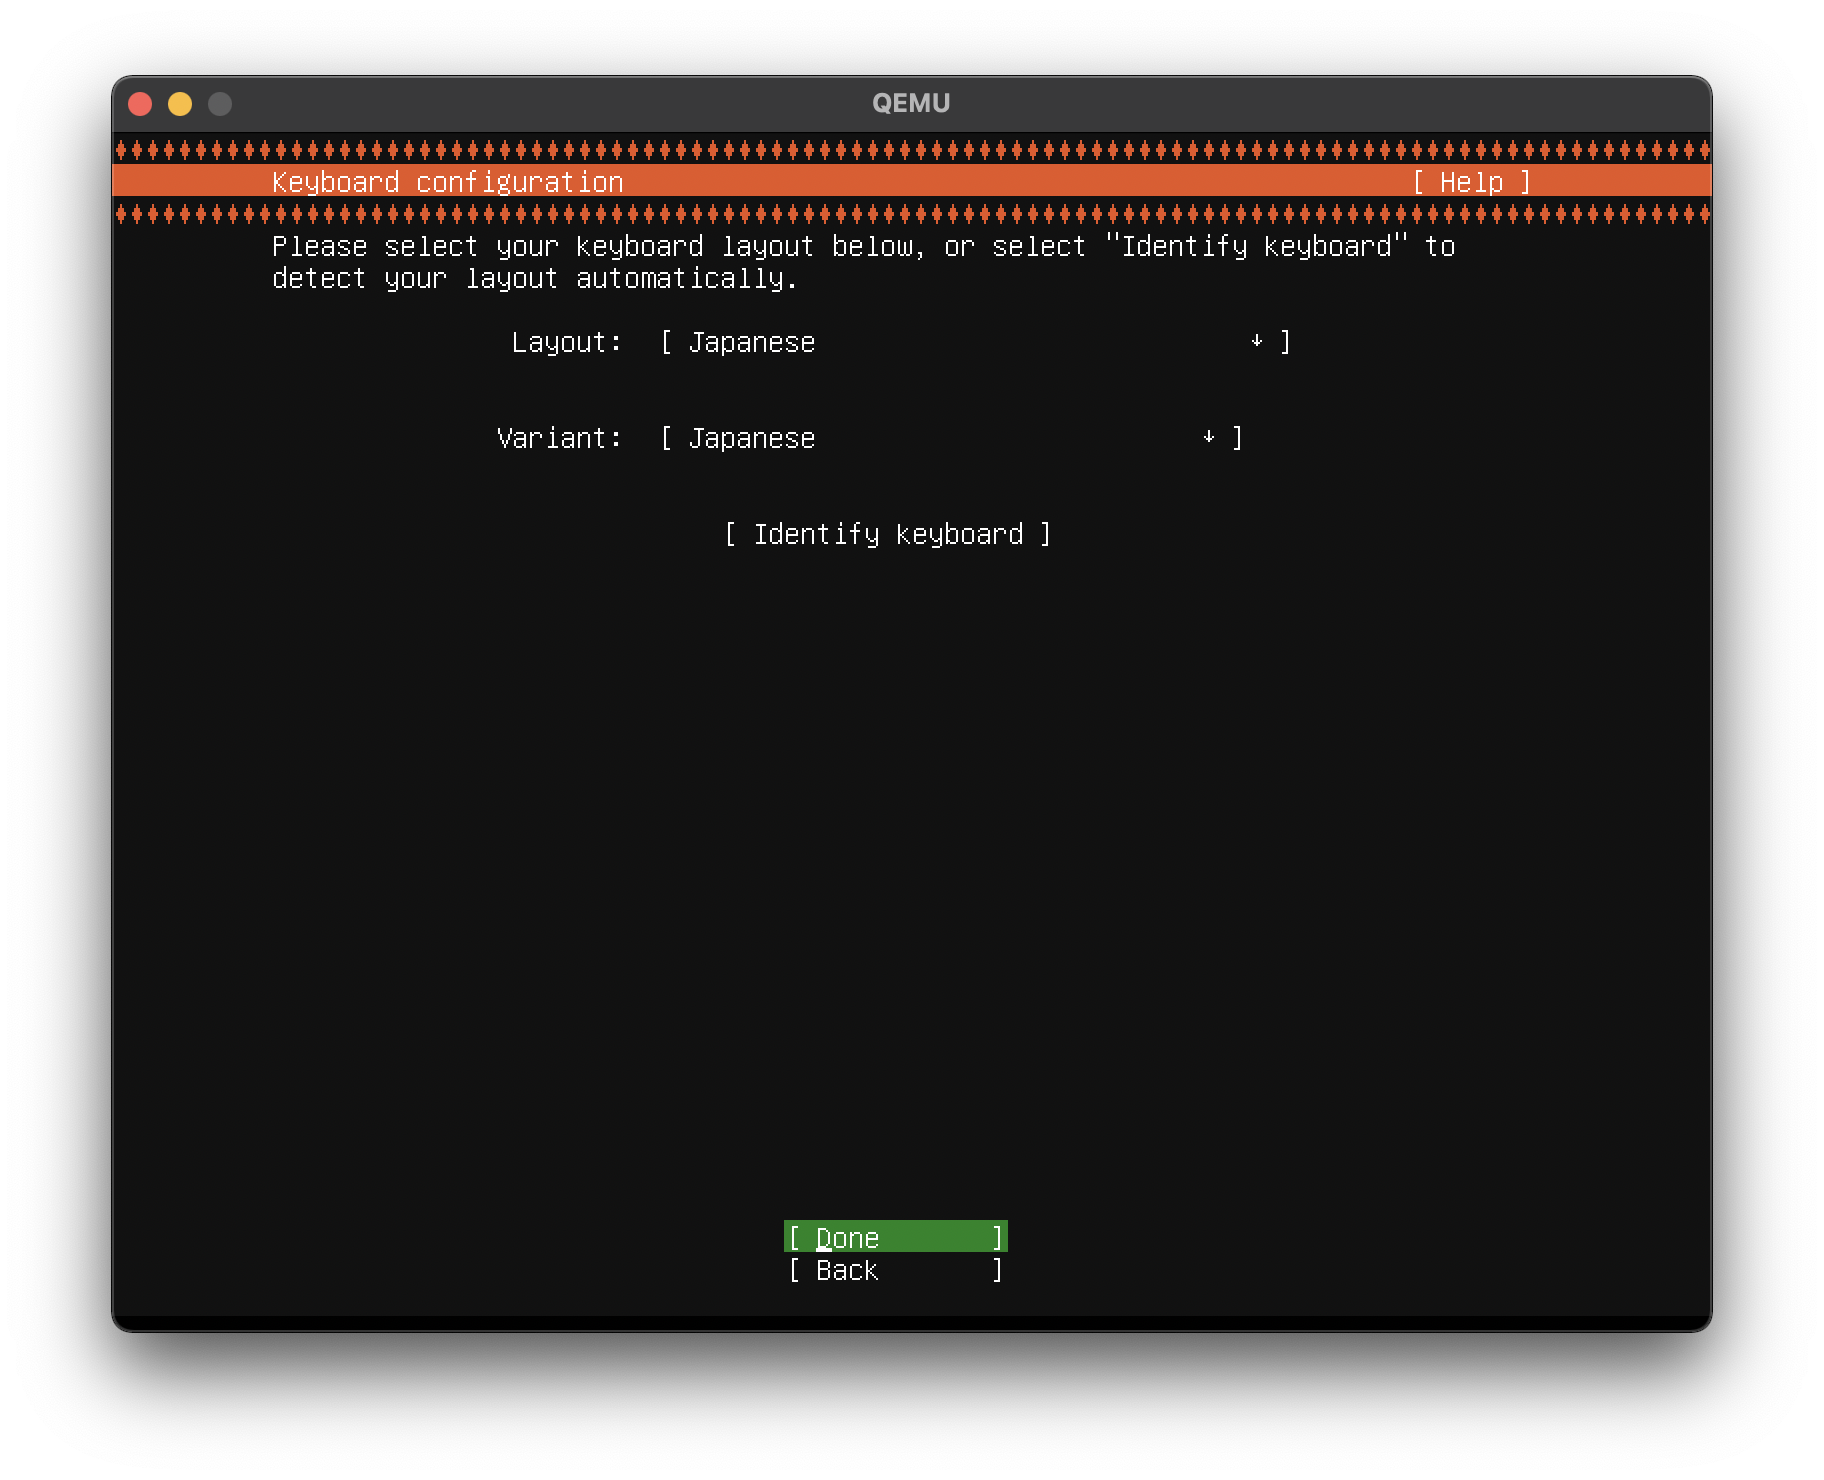 QEMU
Keyboard configuration [ Help ]
Please select your keyboard layout below, or select "Identify keyboard" to
detect your layout automatically.
Layout: [ Japanese ↓ ]
Variant: [ Japanese ↓ ]
[ Identify keyboard ]
[ Done ]
[ Back ]